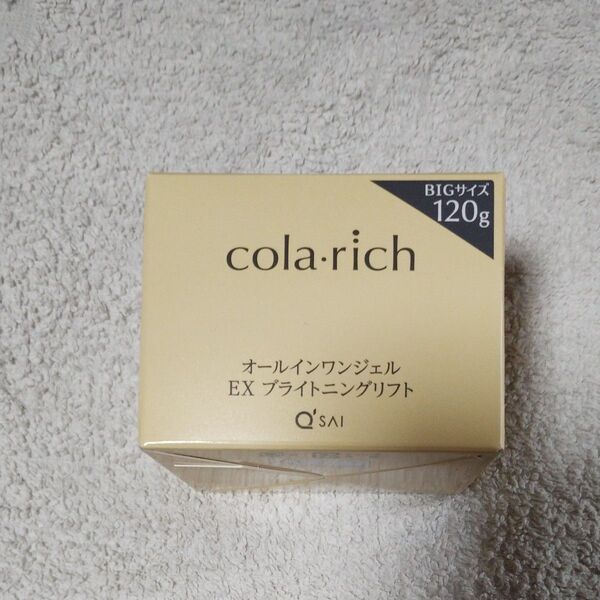 BIGサイズ
120g
cola・rich
オールインワンジェル
EX ブライトニングリフト
Q'SAI